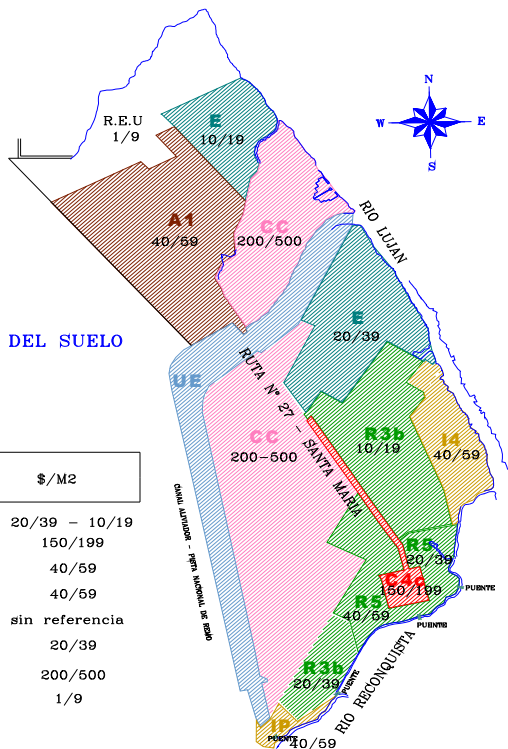 N
W
E
S
R.E.U
1/9
E
10/19
A1
40/59
CC
200/500
RIO LUJAN
E
20/39
DEL SUELO
UE
RUTA Nº 27 - SANTA MARIA
CC
200-500
R3b
10/19
I4
40/59
$/M2
20/39 - 10/19
150/199
40/59
40/59
sin referencia
20/39
200/500
1/9
CANAL ALIVIADOR - PISTA NACIONAL DE REMO
R5
20/39
C4c
150/199
PUENTE
R5
40/59
PUENTE
R3b
20/39
PUENTE
RIO RECONQUISTA
IP
PUENTE
40/59